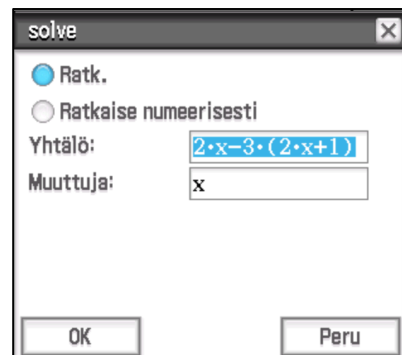 solve
Ratk.
Ratkaise numeerisesti
Yhtälö: 2·x−3·(2·x+1)
Muuttuja: x
OK Peru